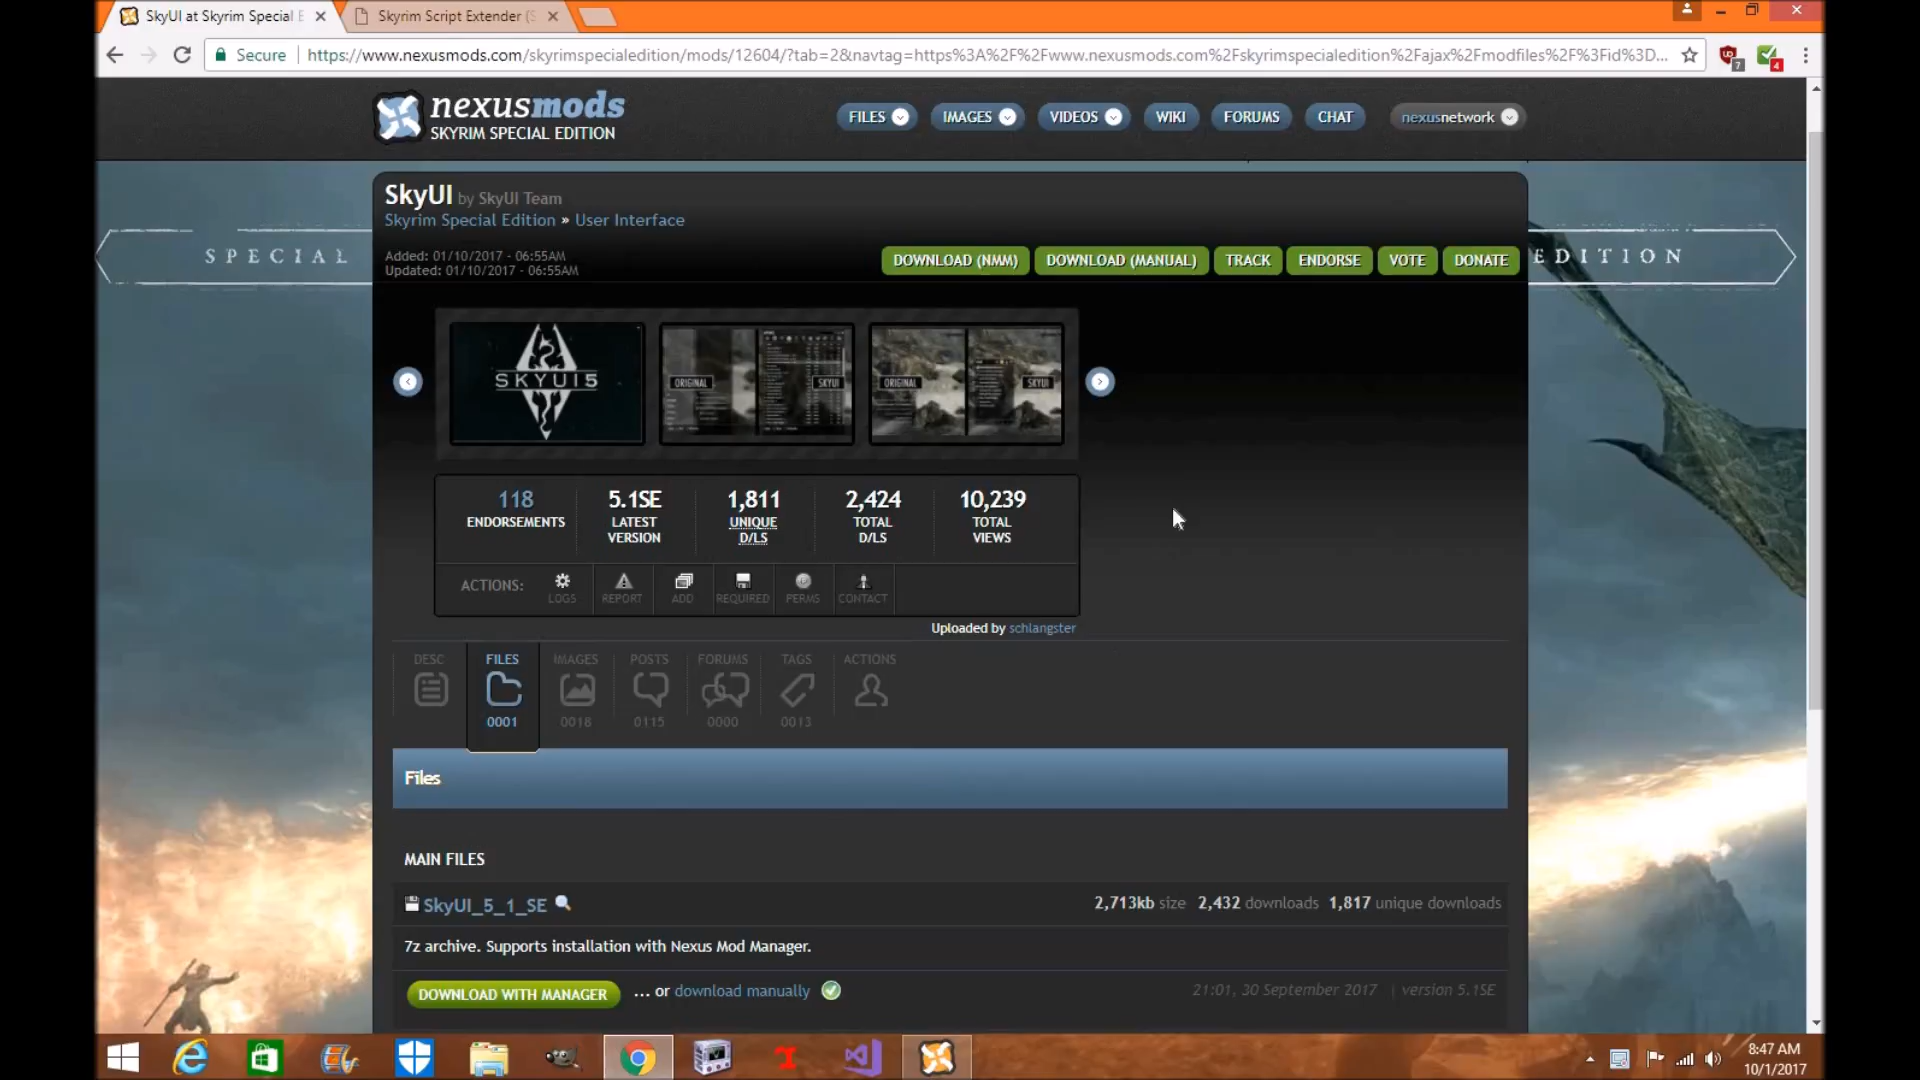 SkyUI at Skyrim Special E
Skyrim Script Extender (S
Secure
https://www.nexusmods.com/skyrimspecialedition/mods/12604/?tab=2&navtag=https%3A%2F%2Fwww.nexusmods.com%2Fskyrimspecialedition%2Fajax%2Fmodfiles%2F%3Fid%3D...
7
4
nexusmods
SKYRIM SPECIAL EDITION
FILES IMAGES VIDEOS WIKI FORUMS CHAT nexusnetwork
SkyUI by SkyUI Team
Skyrim Special Edition » User Interface
SPECIAL
EDITION
Added: 01/10/2017 - 06:55AM
Updated: 01/10/2017 - 06:55AM
DOWNLOAD (NMM) DOWNLOAD (MANUAL) TRACK ENDORSE VOTE DONATE
SKYUI5
ORIGINAL SKYUI
ORIGINAL SKYUI
118 5.1SE 1,811 2,424 10,239
ENDORSEMENTS LATEST VERSION UNIQUE D/LS TOTAL D/LS TOTAL VIEWS
ACTIONS: LOGS REPORT ADD REQUIRED PERMS CONTACT
Uploaded by schlangster
DESC FILES IMAGES POSTS FORUMS TAGS ACTIONS
0001 0018 0115 0000 0013
Files
MAIN FILES
SkyUI_5_1_SE 2,713kb size 2,432 downloads 1,817 unique downloads
7z archive. Supports installation with Nexus Mod Manager.
DOWNLOAD WITH MANAGER ... or download manually 21:01, 30 September 2017 | version 5.1SE
8:47 AM
10/1/2017